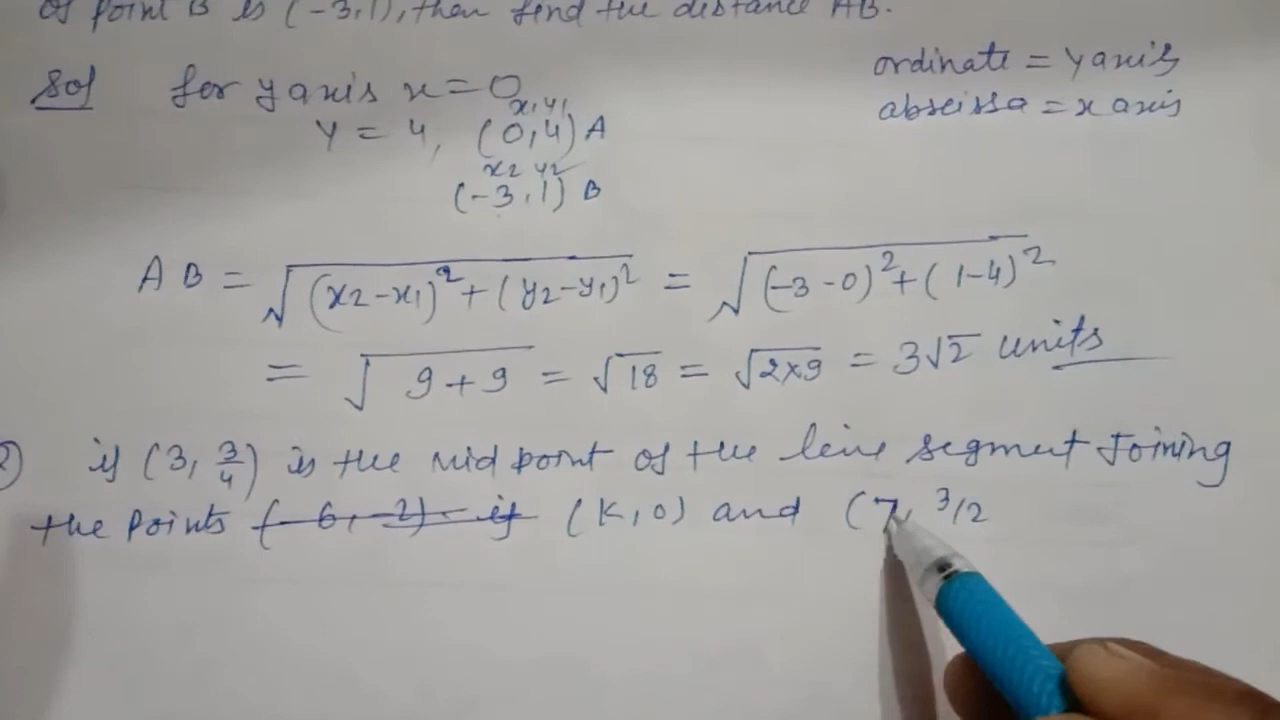 of point B is (-3,1), then find the distance AB.
Sol for y axis x=0
ordinate = y axis
abscissa = x axis
x1 y1
y = 4, (0,4) A
x2 y2
(-3,1) B
AB = √(x2-x1)²+(y2-y1)² = √(-3-0)²+(1-4)²
= √9+9 = √18 = √2×9 = 3√2 units
2) if (3, 3/4) is the mid point of the line segment Joining
the points (-6,-2)- if (K,0) and (7, 3/2